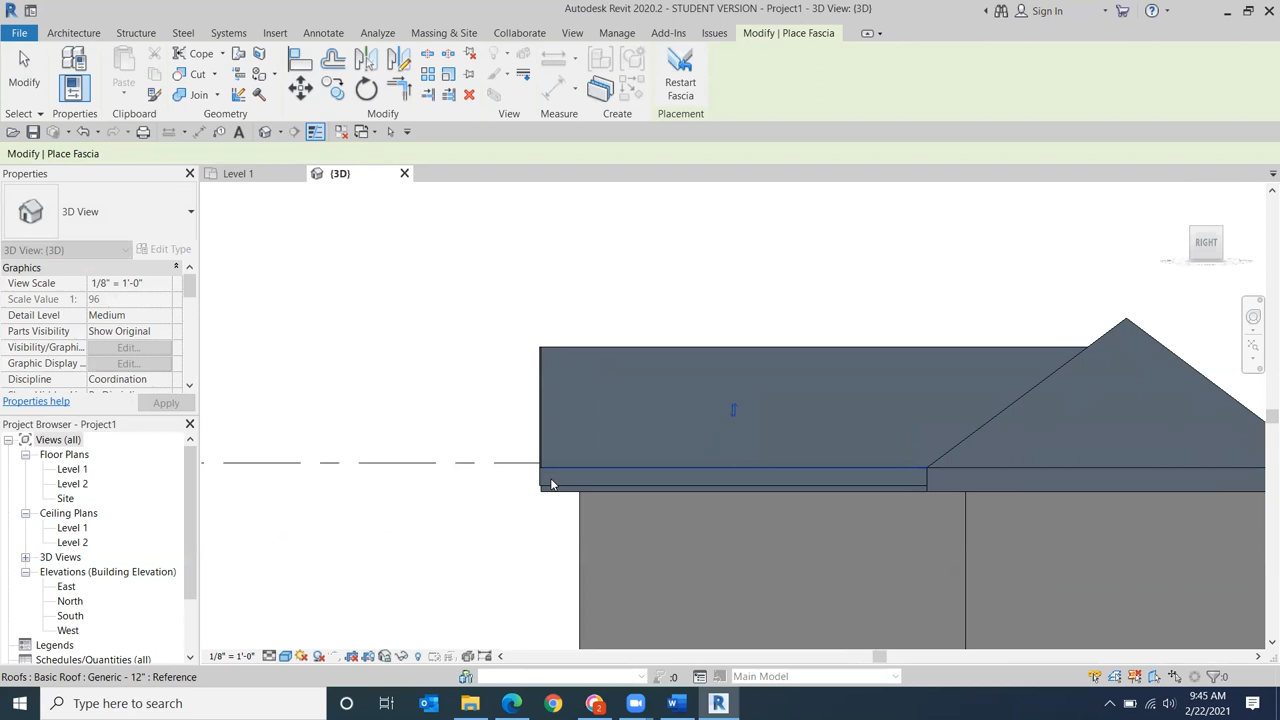 Autodesk Revit 2020.2 - STUDENT VERSION - Project1 - 3D View: {3D}
Sign In
File Architecture Structure Steel Systems Insert Annotate Analyze Massing & Site Collaborate View Manage Add-Ins Issues Modify | Place Fascia
Modify
Paste
Cope
Cut
Join
Restart
Fascia
Select Properties Clipboard Geometry Modify View Measure Create Placement
Modify | Place Fascia
Properties
Level 1
{3D}
3D View
RIGHT
3D View: {3D}
Edit Type
Graphics
View Scale 1/8" = 1'-0"
Scale Value 1: 96
Detail Level Medium
Parts Visibility Show Original
Visibility/Graphi... Edit...
Graphic Display ... Edit...
Discipline Coordination
Properties help
Apply
Project Browser - Project1
Views (all)
Floor Plans
Level 1
Level 2
Site
Ceiling Plans
Level 1
Level 2
3D Views
Elevations (Building Elevation)
East
North
South
West
Legends
Schedules/Quantities (all)
1/8" = 1'-0"
Roofs : Basic Roof : Generic - 12" : Reference
:0
Main Model
:0
Type here to search
9:45 AM
2/22/2021